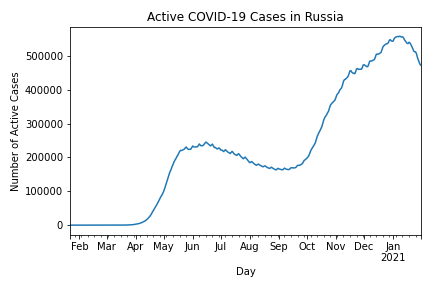 Active COVID-19 Cases in Russia
Number of Active Cases
500000
400000
300000
200000
100000
0
Feb Mar Apr May Jun Jul Aug Sep Oct Nov Dec Jan
2021
Day